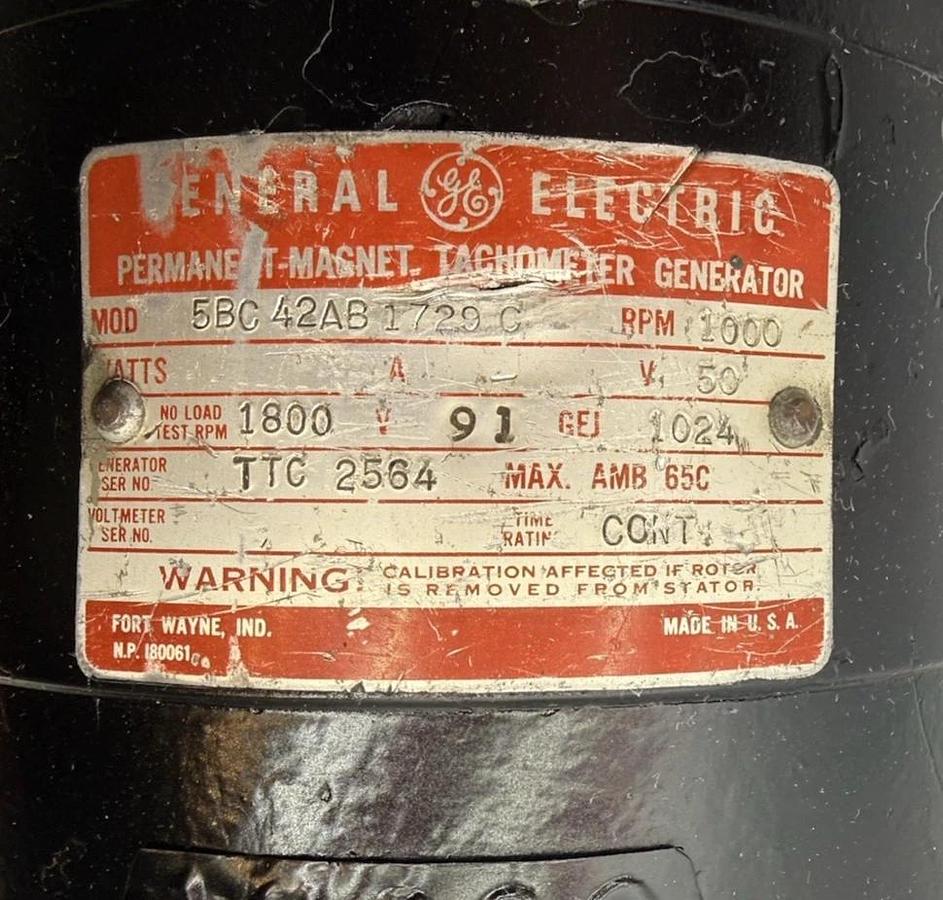 GENERAL GE ELECTRIC
PERMANENT-MAGNET TACHOMETER GENERATOR
MOD 5BC 42AB 1729 C RPM 1000
WATTS A - V. 50
NO LOAD TEST RPM 1800 V 91 GEJ 1024
GENERATOR SER NO. TTC 2564 MAX. AMB 65C
VOLTMETER SER NO. TIME RATING CONT.
WARNING: CALIBRATION AFFECTED IF ROTOR
IS REMOVED FROM STATOR.
FORT WAYNE, IND. MADE IN U. S. A.
N.P. 180061